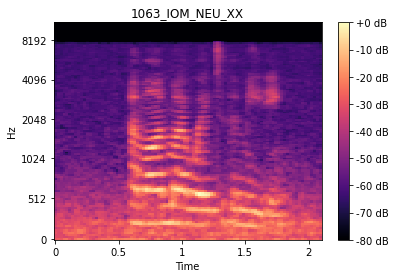 1063_IOM_NEU_XX
+0 dB
8192
-10 dB
4096
-20 dB
-30 dB
2048
-40 dB
Hz
1024
-50 dB
512
-60 dB
-70 dB
0
-80 dB
0
0.5
1
1.5
2
Time